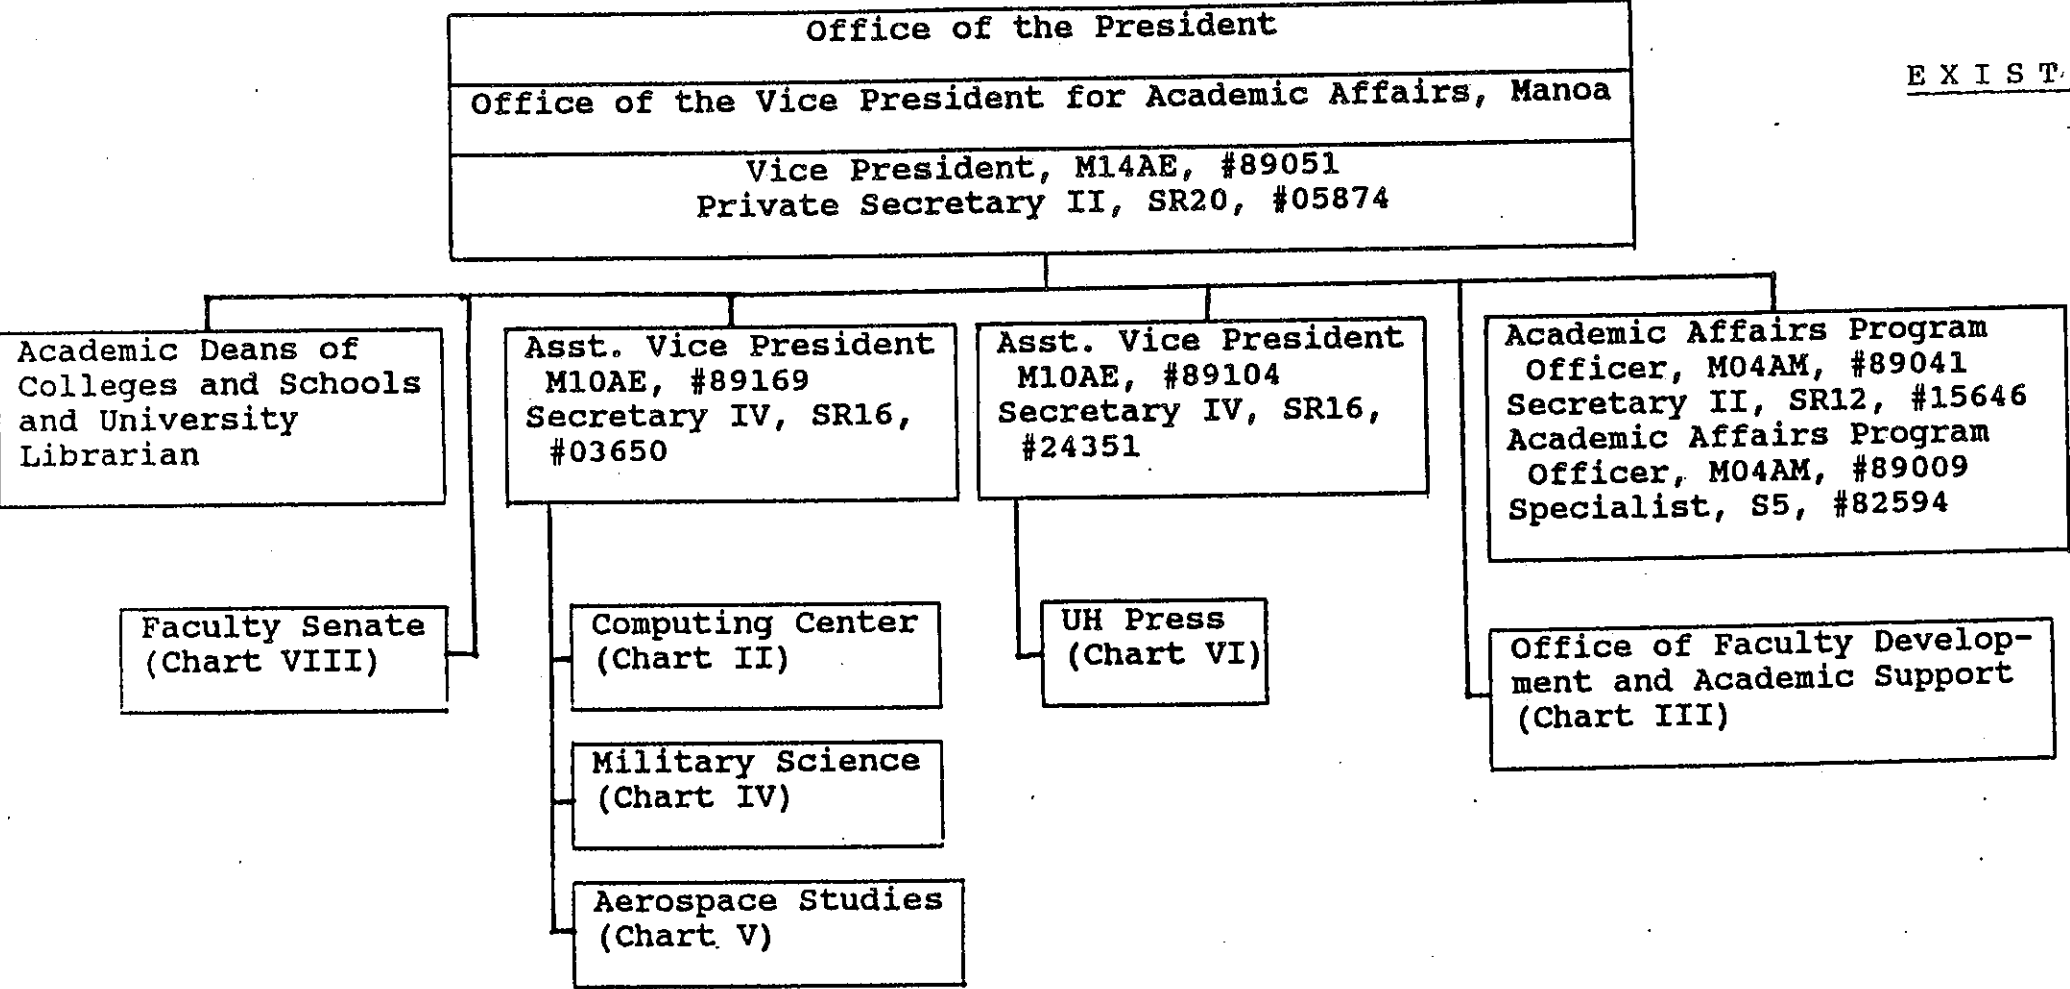 Office of the President
E X I S T
Office of the Vice President for Academic Affairs, Manoa
Vice President, M14AE, #89051
Private Secretary II, SR20, #05874
Academic Deans of
Colleges and Schools
and University
Librarian
Asst. Vice President
M10AE, #89169
Secretary IV, SR16,
#03650
Asst. Vice President
M10AE, #89104
Secretary IV, SR16,
#24351
Academic Affairs Program
Officer, M04AM, #89041
Secretary II, SR12, #15646
Academic Affairs Program
Officer, M04AM, #89009
Specialist, S5, #82594
Faculty Senate
(Chart VIII)
Computing Center
(Chart II)
UH Press
(Chart VI)
Office of Faculty Develop-
ment and Academic Support
(Chart III)
Military Science
(Chart IV)
Aerospace Studies
(Chart V)